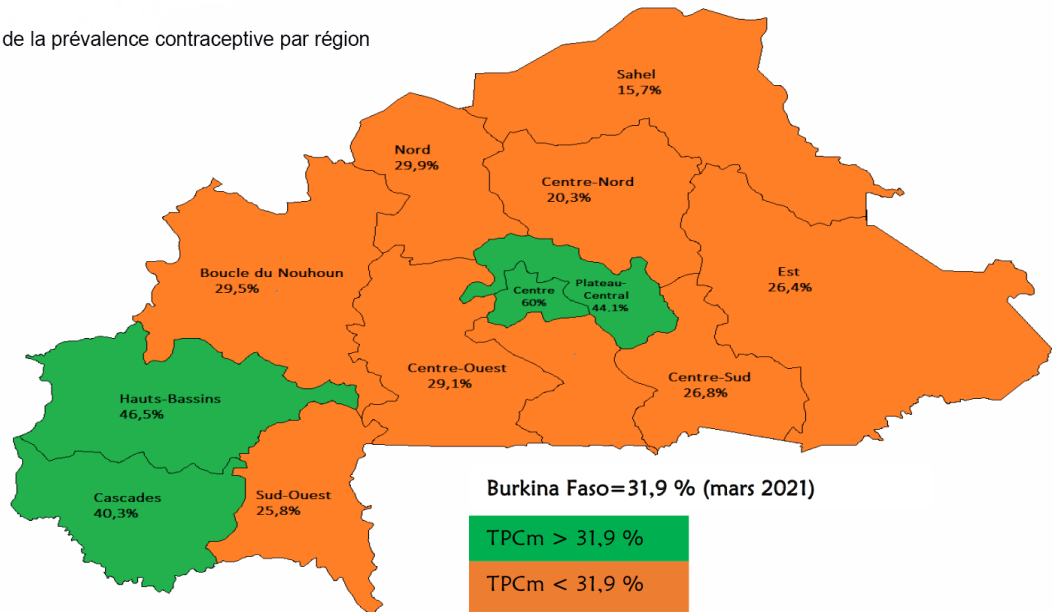 de la prévalence contraceptive par région
Sahel
15,7%
Nord
29,9%
Centre-Nord
20,3%
Boucle du Nouhoun
29,5%
Est
26,4%
Centre
60%
Plateau-
Central
44,1%
Centre-Ouest
29,1%
Centre-Sud
26,8%
Hauts-Bassins
46,5%
Cascades
40,3%
Sud-Ouest
25,8%
Burkina Faso=31,9 % (mars 2021)
TPCm > 31,9 %
TPCm < 31,9 %